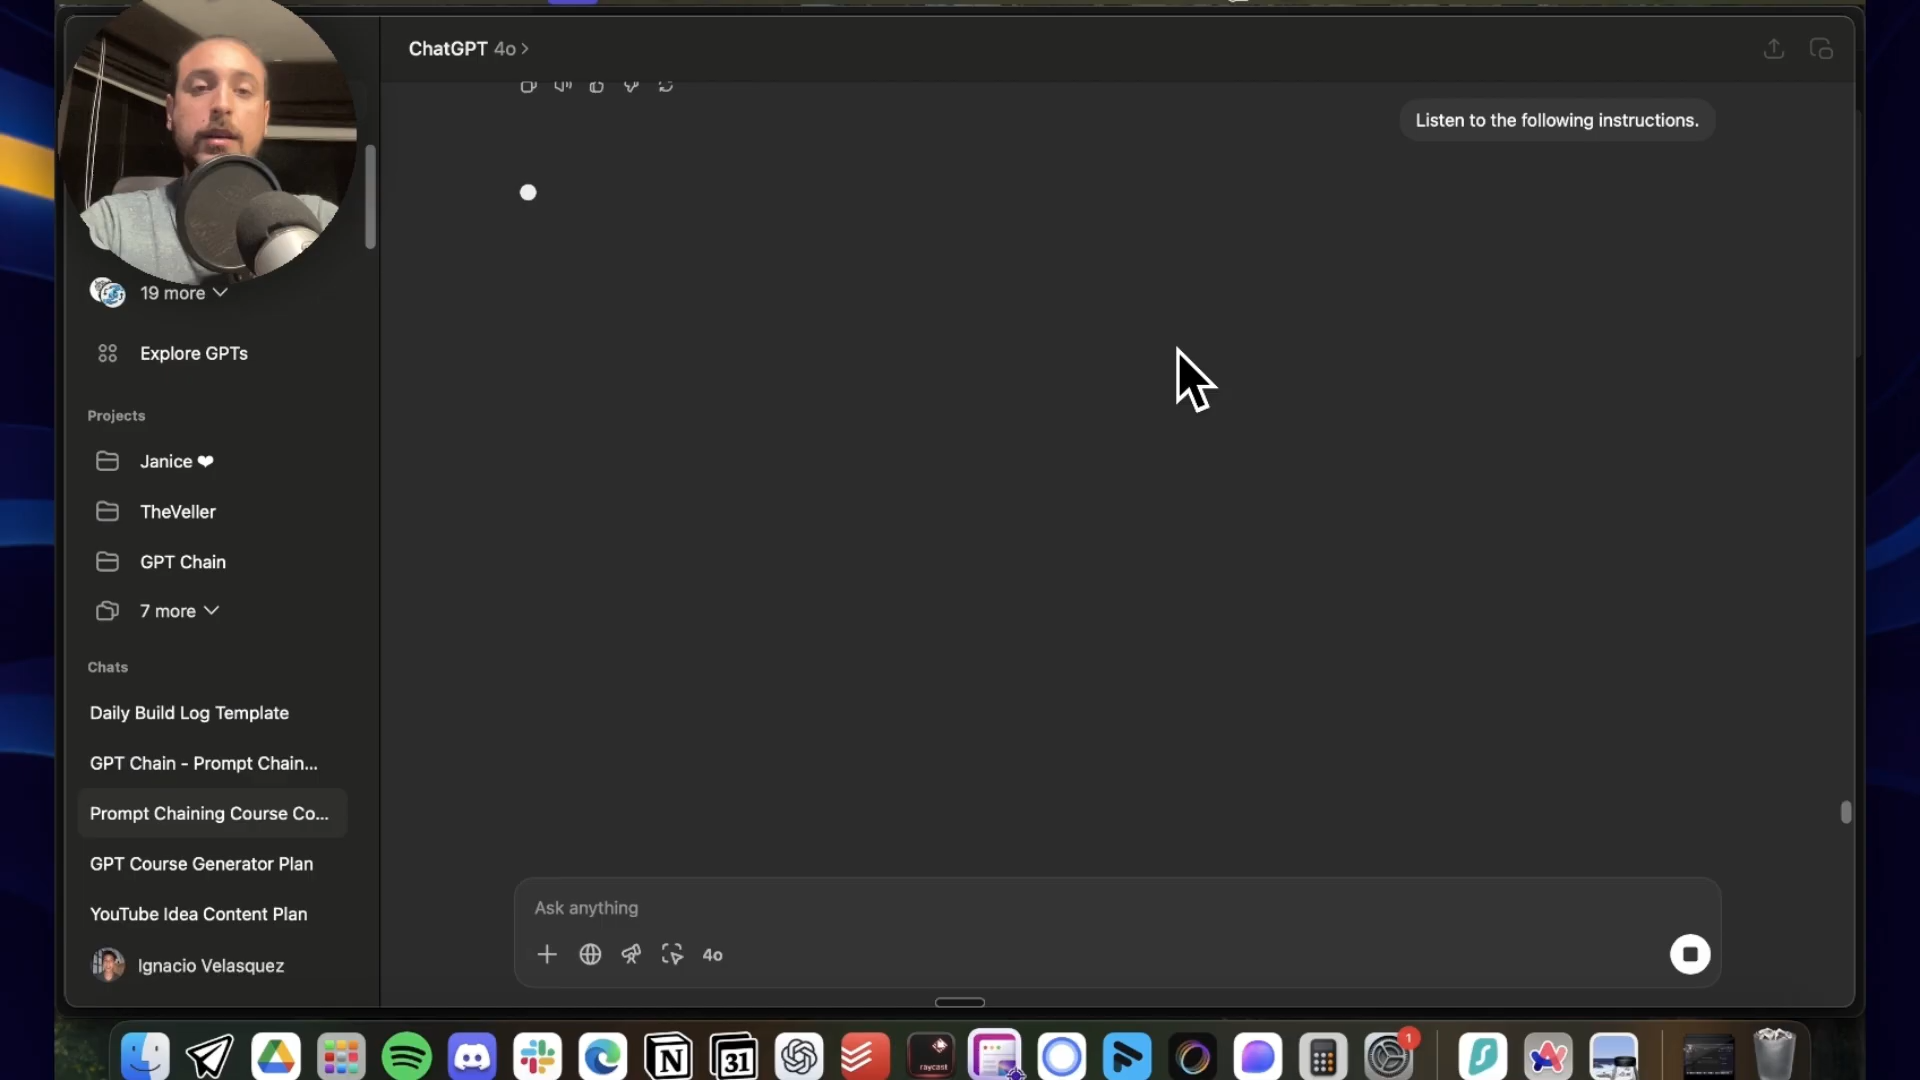 ChatGPT 4o >
Listen to the following instructions.
19 more
Explore GPTs
Projects
Janice ❤
TheVeller
GPT Chain
7 more
Chats
Daily Build Log Template
GPT Chain - Prompt Chain...
Prompt Chaining Course Co...
GPT Course Generator Plan
YouTube Idea Content Plan
Ignacio Velasquez
Ask anything
4o
31
raycast
1